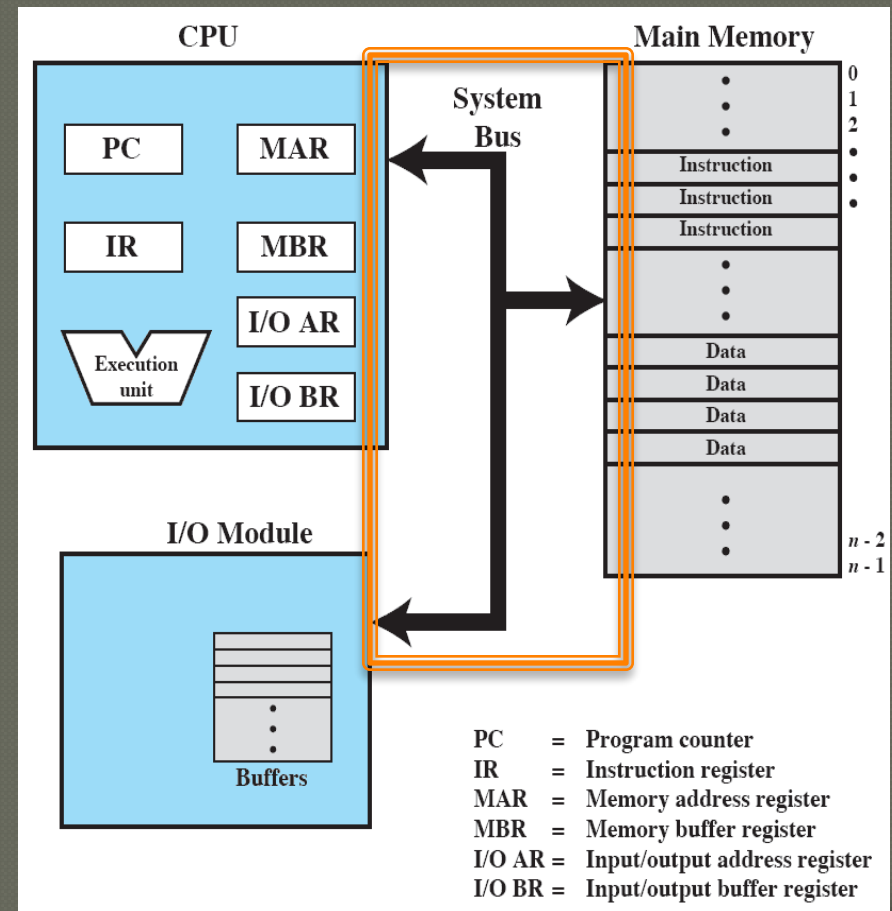 CPU
Main Memory
System
Bus
PC
MAR
IR
MBR
I/O AR
I/O BR
Execution
unit
0
1
2
Instruction
Instruction
Instruction
Data
Data
Data
Data
n - 2
n - 1
I/O Module
Buffers
PC = Program counter
IR = Instruction register
MAR = Memory address register
MBR = Memory buffer register
I/O AR = Input/output address register
I/O BR = Input/output buffer register